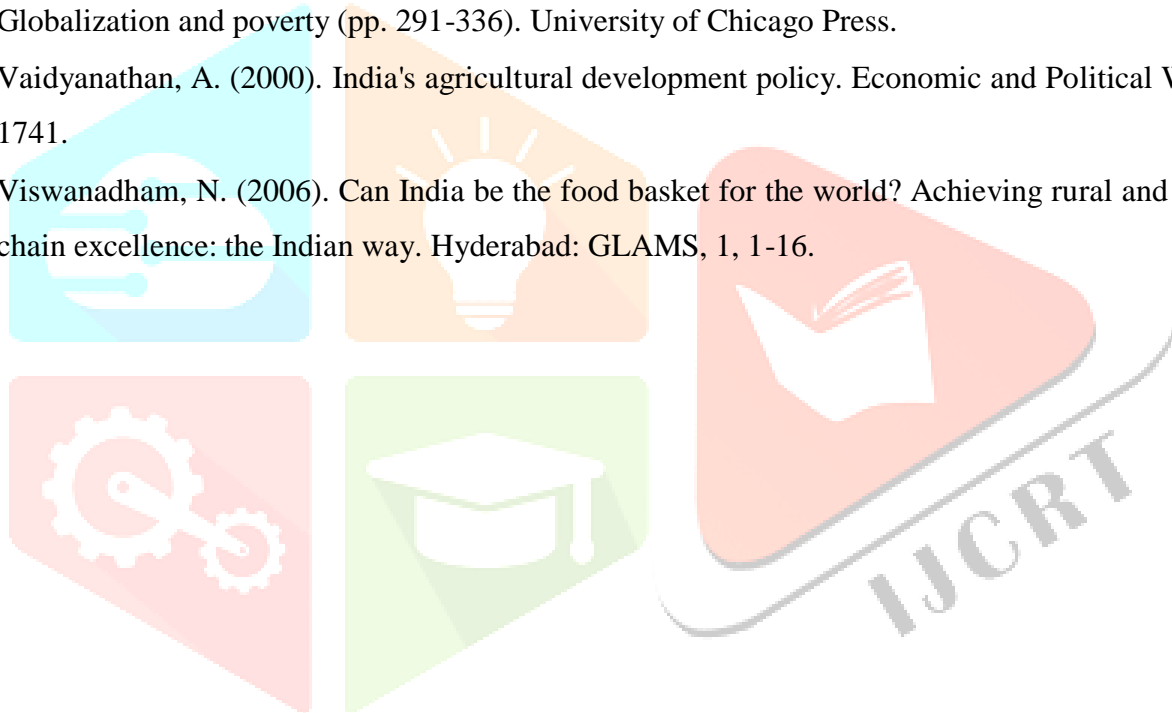 Globalization and poverty (pp. 291-336). University of Chicago Press.
Vaidyanathan, A. (2000). India's agricultural development policy. Economic and Political
1741.
Viswanadham, N. (2006). Can India be the food basket for the world? Achieving rural and
chain excellence: the Indian way. Hyderabad: GLAMS, 1, 1-16.
IJCRT